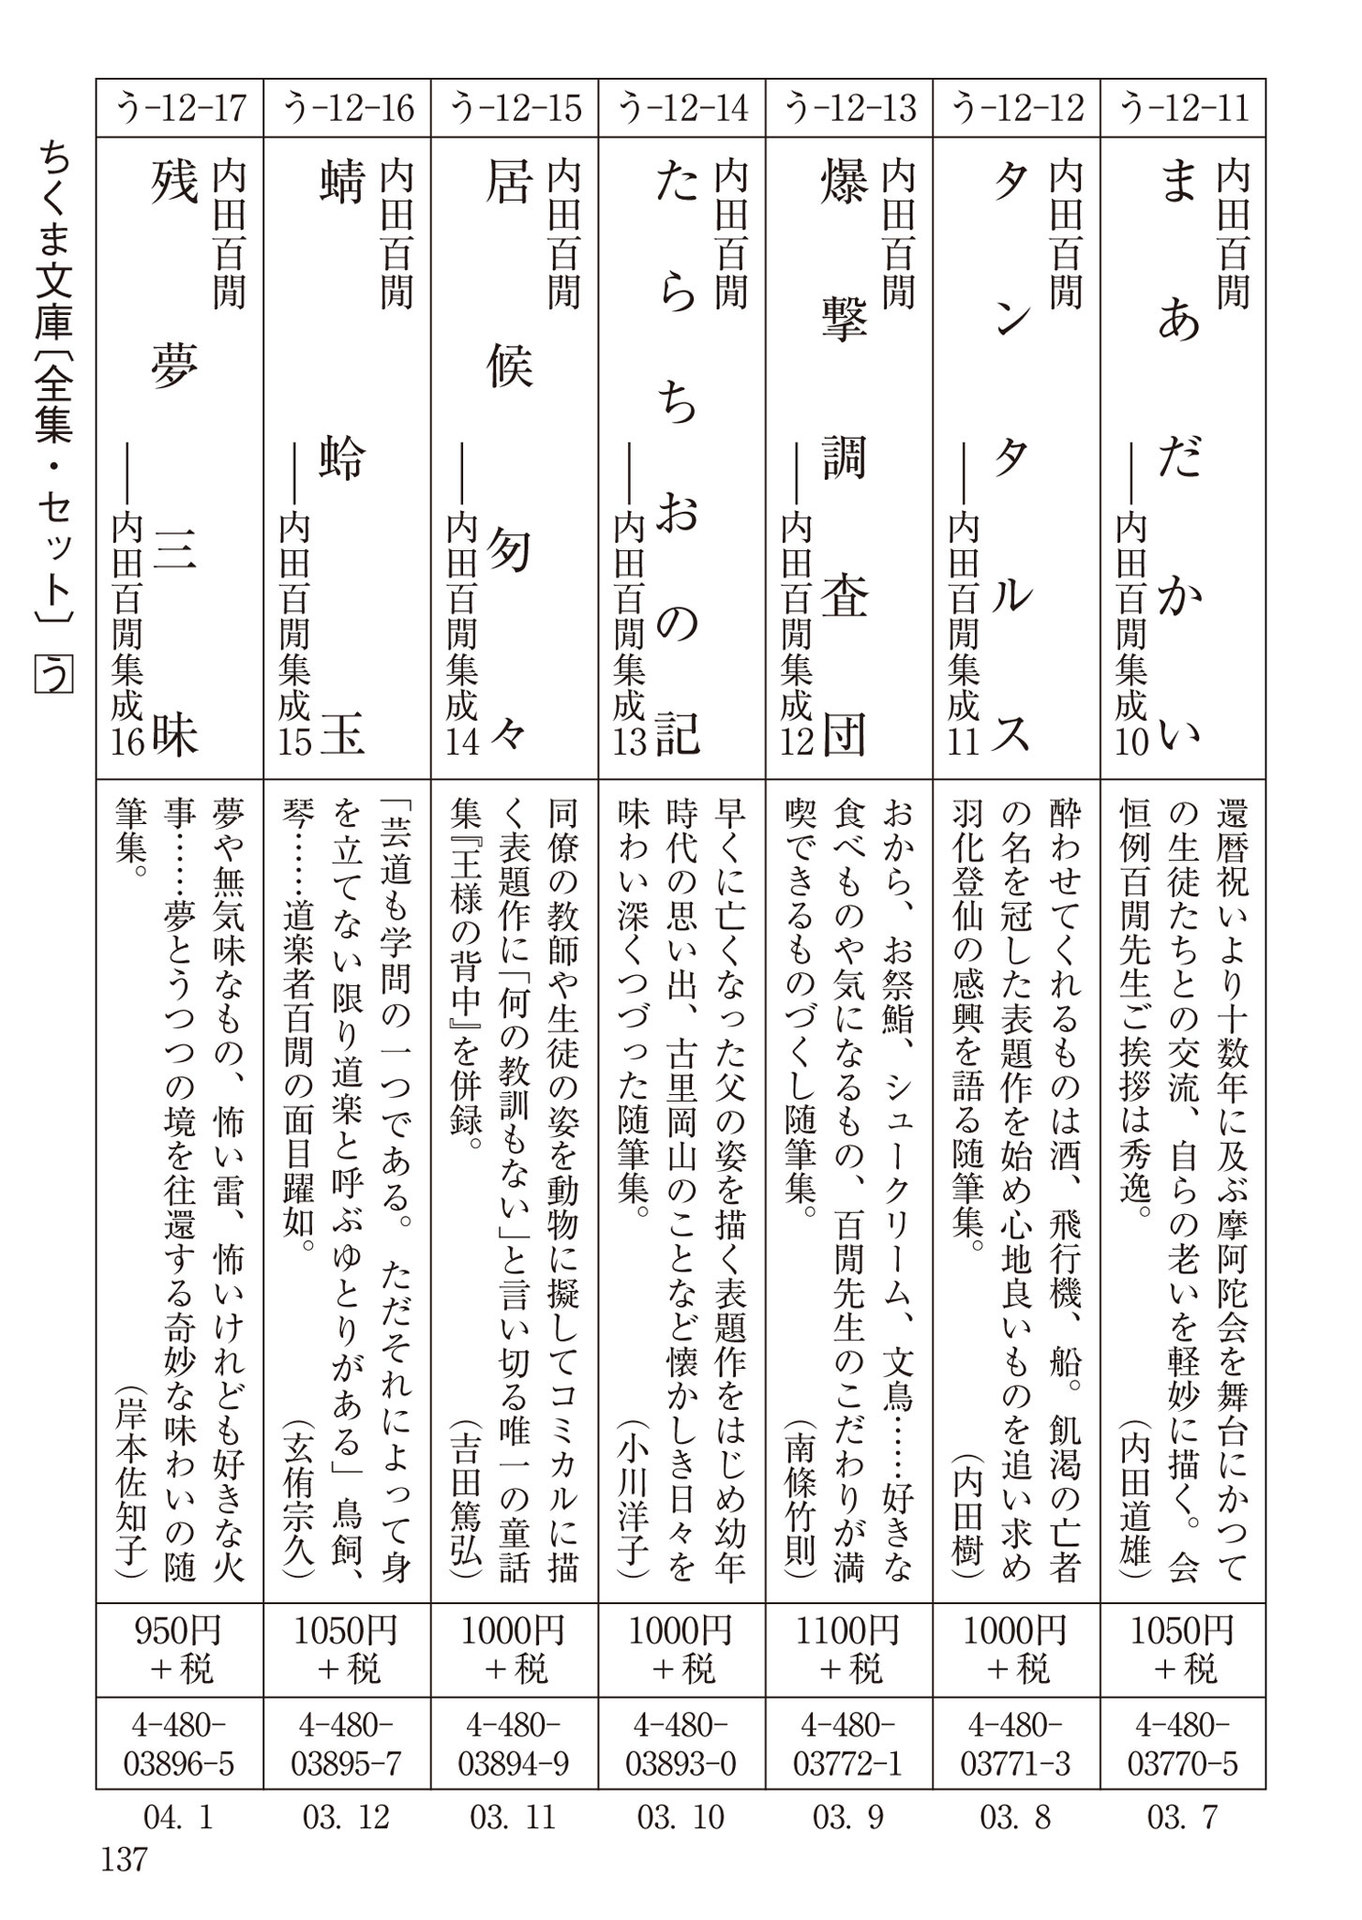 う-12-11
内田百閒
まあだかい
――内田百閒集成10
還暦祝いより十数年に及ぶ摩阿陀会を舞台にかつて
の生徒たちとの交流、自らの老いを軽妙に描く。会
恒例百閒先生ご挨拶は秀逸。
(内田道雄)
1050円
+税
4-480-
03770-5
03. 7
う-12-12
内田百閒
タンタルス
――内田百閒集成11
酔わせてくれるものは酒、飛行機、船。飢渇の亡者
の名を冠した表題作を始め心地良いものを追い求め
羽化登仙の感興を語る随筆集。
(内田樹)
1000円
+税
4-480-
03771-3
03. 8
う-12-13
内田百閒
爆撃調査団
――内田百閒集成12
おから、お祭鮨、シュークリーム、文鳥……好きな
食べものや気になるもの、百閒先生のこだわりが満
喫できるものづくし随筆集。
(南條竹則)
1100円
+税
4-480-
03772-1
03. 9
う-12-14
内田百閒
たらちおの記
――内田百閒集成13
早くに亡くなった父の姿を描く表題作をはじめ幼年
時代の思い出、古里岡山のことなど懐かしき日々を
味わい深くつづった随筆集。
(小川洋子)
1000円
+税
4-480-
03893-0
03. 10
う-12-15
内田百閒
居候匆々
――内田百閒集成14
同僚の教師や生徒の姿を動物に擬してコミカルに描
く表題作に「何の教訓もない」と言い切る唯一の童話
集『王様の背中』を併録。
(吉田篤弘)
1000円
+税
4-480-
03894-9
03. 11
う-12-16
内田百閒
蜻蛉玉
――内田百閒集成15
「芸道も学問の一つである。ただそれによって身
を立てない限り道楽と呼ぶゆとりがある」鳥飼、
琴……道楽者百閒の面目躍如。
(玄侑宗久)
1050円
+税
4-480-
03895-7
03. 12
う-12-17
内田百閒
残夢三昧
――内田百閒集成16
夢や無気味なもの、怖い雷、怖いけれども好きな火
事……夢とうつつの境を往還する奇妙な味わいの随
筆集。
(岸本佐知子)
950円
+税
4-480-
03896-5
04. 1
ちくま文庫〔全集・セット〕 う
137